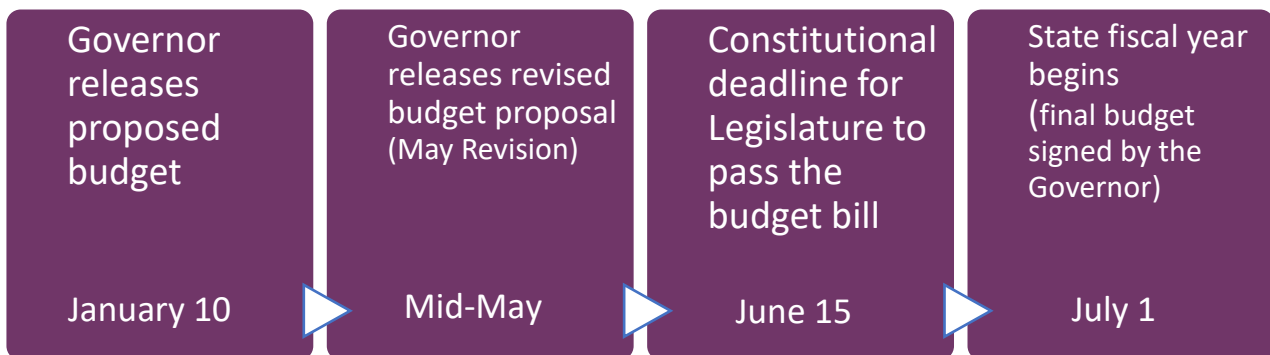 Governor
releases
proposed
budget
January 10
Governor
releases revised
budget proposal
(May Revision)
Mid-May
Constitutional
deadline for
Legislature to
pass the
budget bill
June 15
State fiscal year
begins
(final budget
signed by the
Governor)
July 1